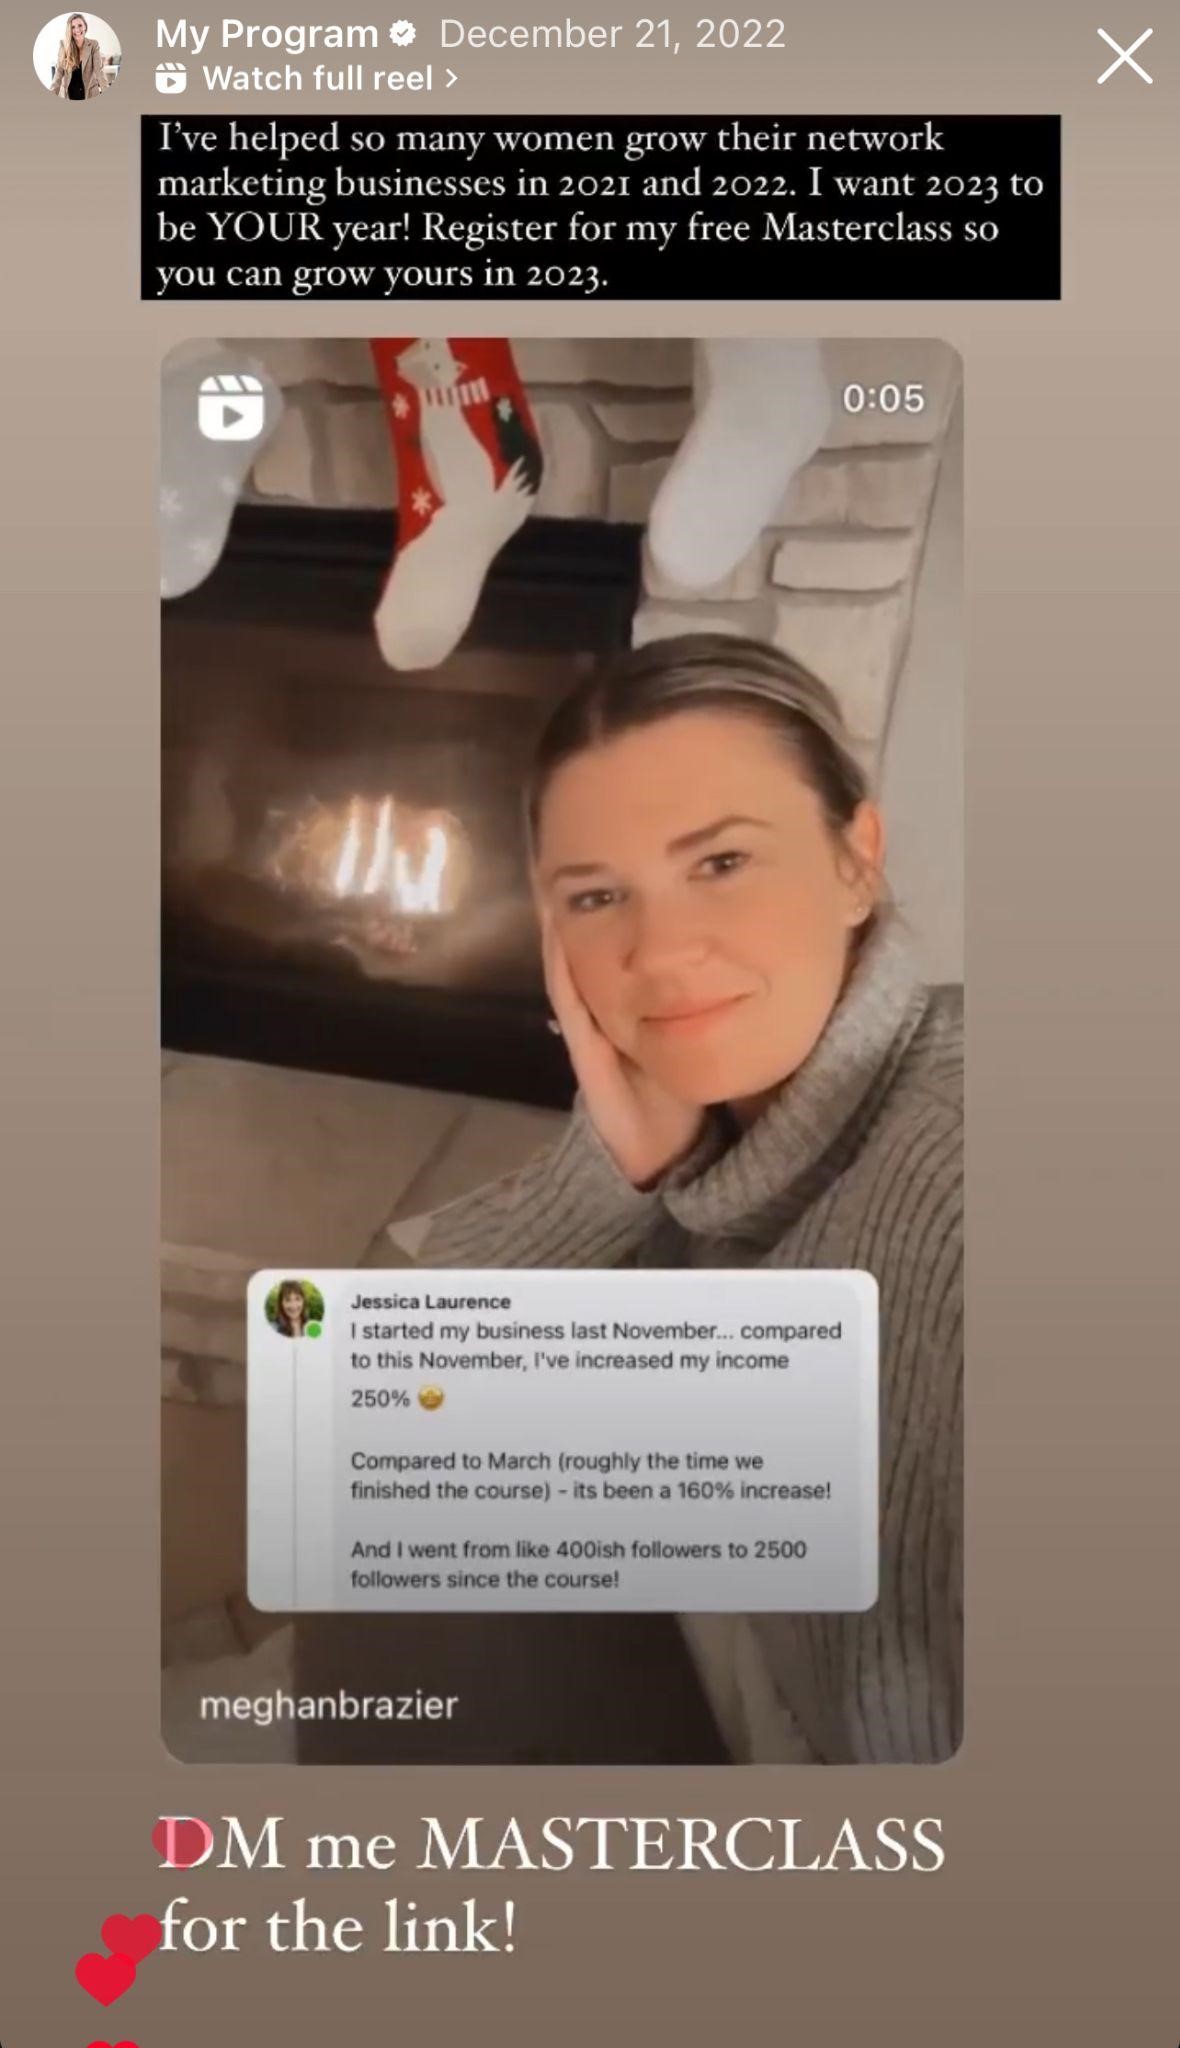 My Program December 21, 2022
Watch full reel >
I've helped so many women grow their network
marketing businesses in 2021 and 2022. I want 2023 to
be YOUR year! Register for my free Masterclass so
you can grow yours in 2023.
0:05
Jessica Laurence
I started my business last November... compared
to this November, I've increased my income
250% 🤩
Compared to March (roughly the time we
finished the course) - its been a 160% increase!
And I went from like 400ish followers to 2500
followers since the course!
meghanbrazier
DM me MASTERCLASS
for the link!